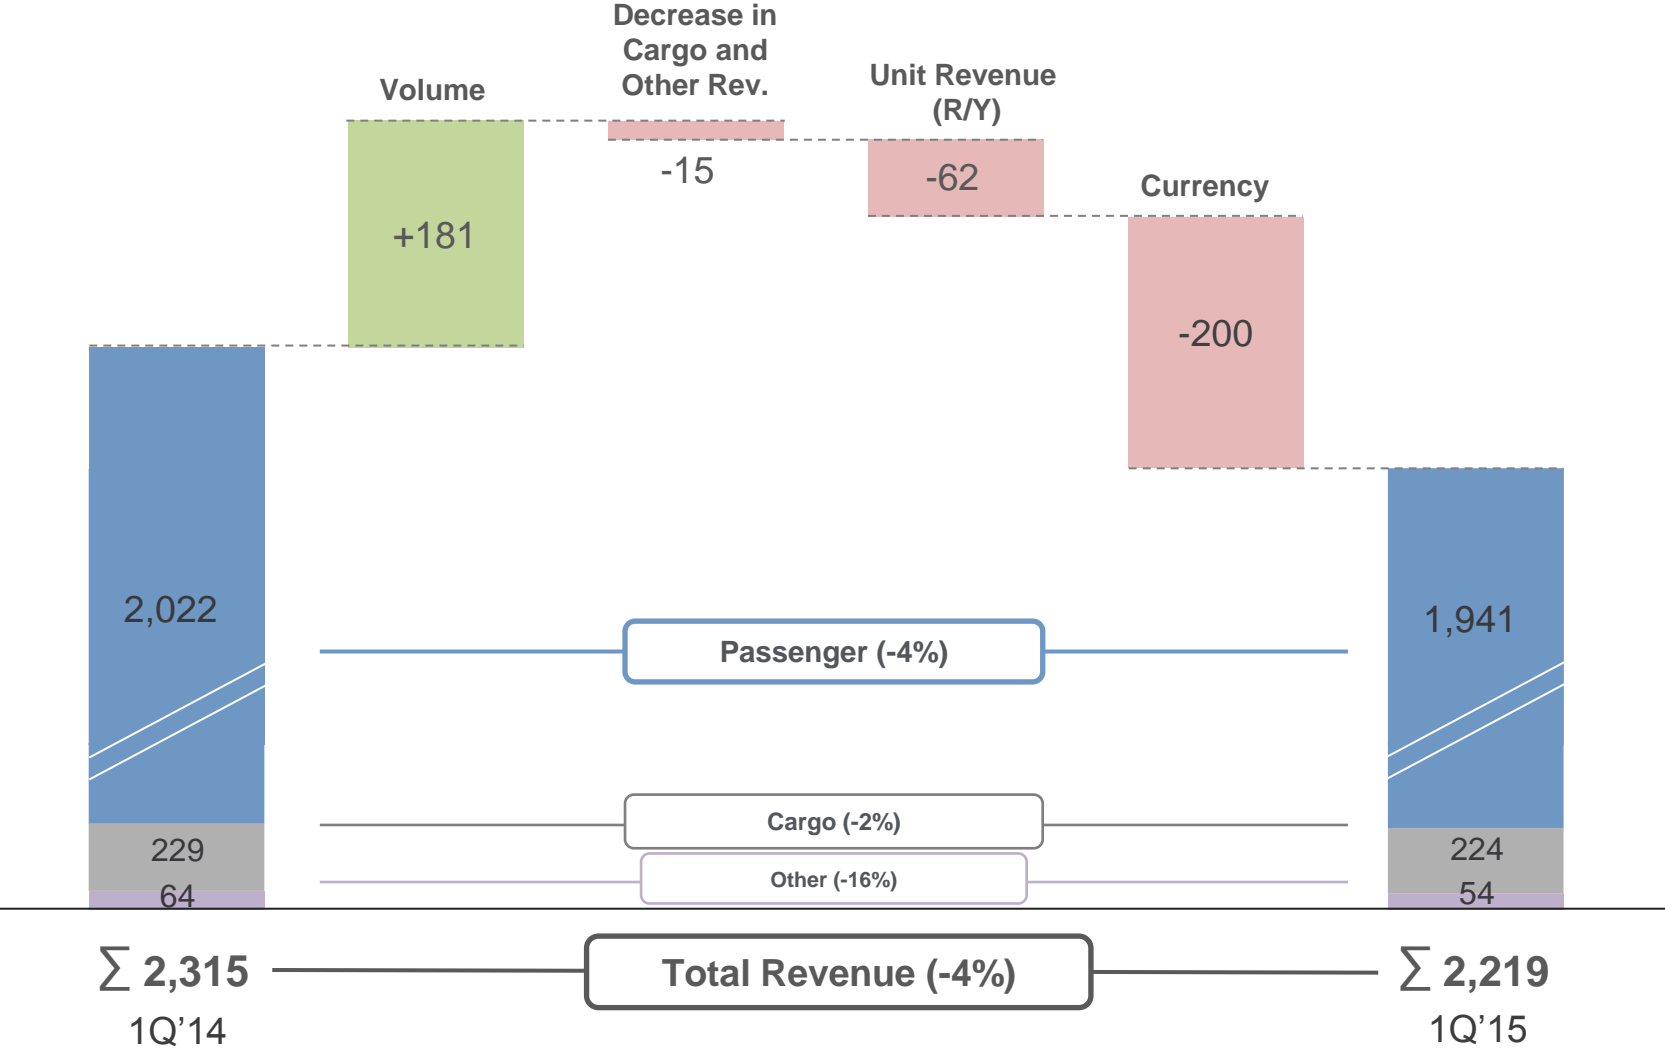 Decrease in
Cargo and
Other Rev.
Volume
Unit Revenue
(R/Y)
Currency
-15
-62
+181
-200
2,022
1,941
Passenger (-4%)
Cargo (-2%)
229
224
Other (-16%)
64
54
∑ 2,315
Total Revenue (-4%)
∑ 2,219
1Q’14
1Q’15